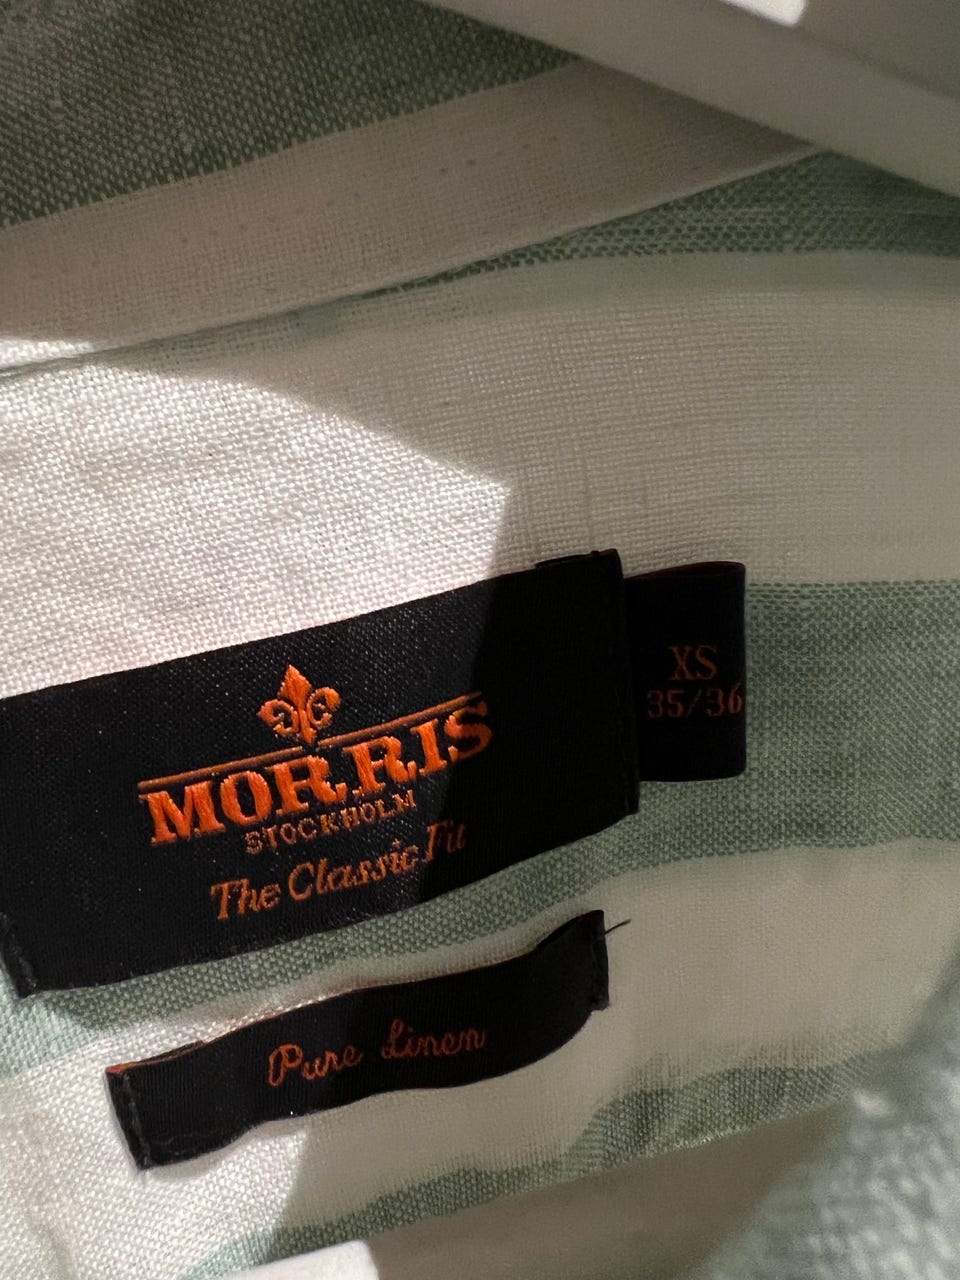 MORRIS
STOCKHOLM
The Classic Fit
XS
35/36
Pure Linen